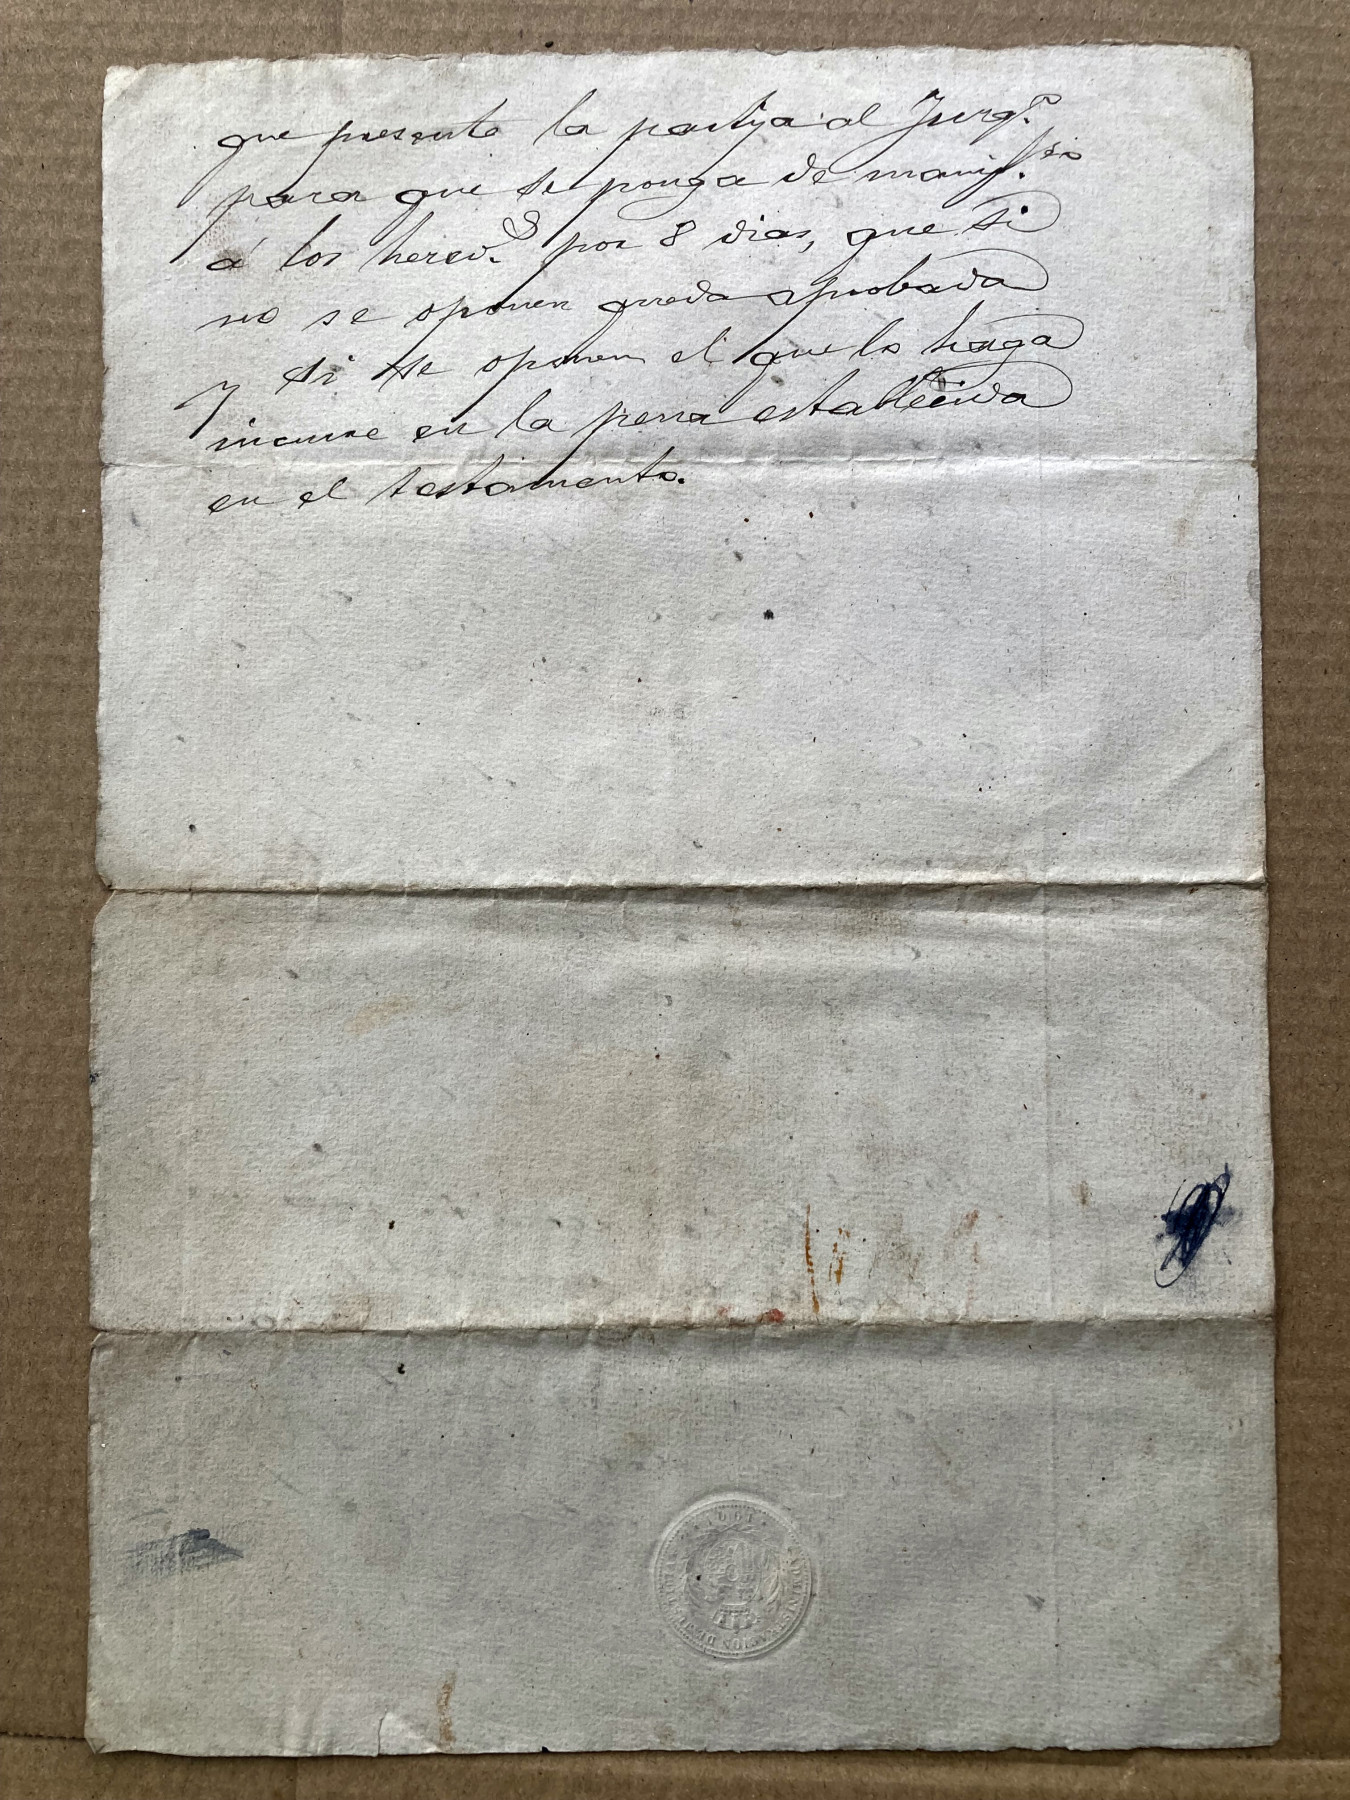 que presente la partija al Juzg.º
para que se ponga de manif.sto
á los hered.s por 8 dias, que si
no se oponen queda aprobada
y si se oponen el que lo haga
incurre en la pena establecida
en el testamento.
1900